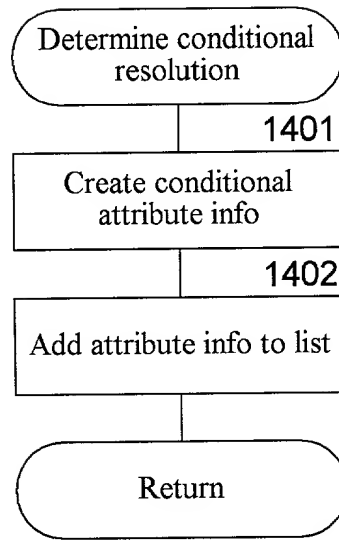 Determine conditional
resolution
1401
Create conditional
attribute info
1402
Add attribute info to list
Return